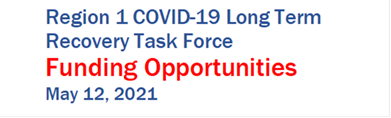 Region 1 COVID-19 Long Term
Recovery Task Force
Funding Opportunities
May 12, 2021